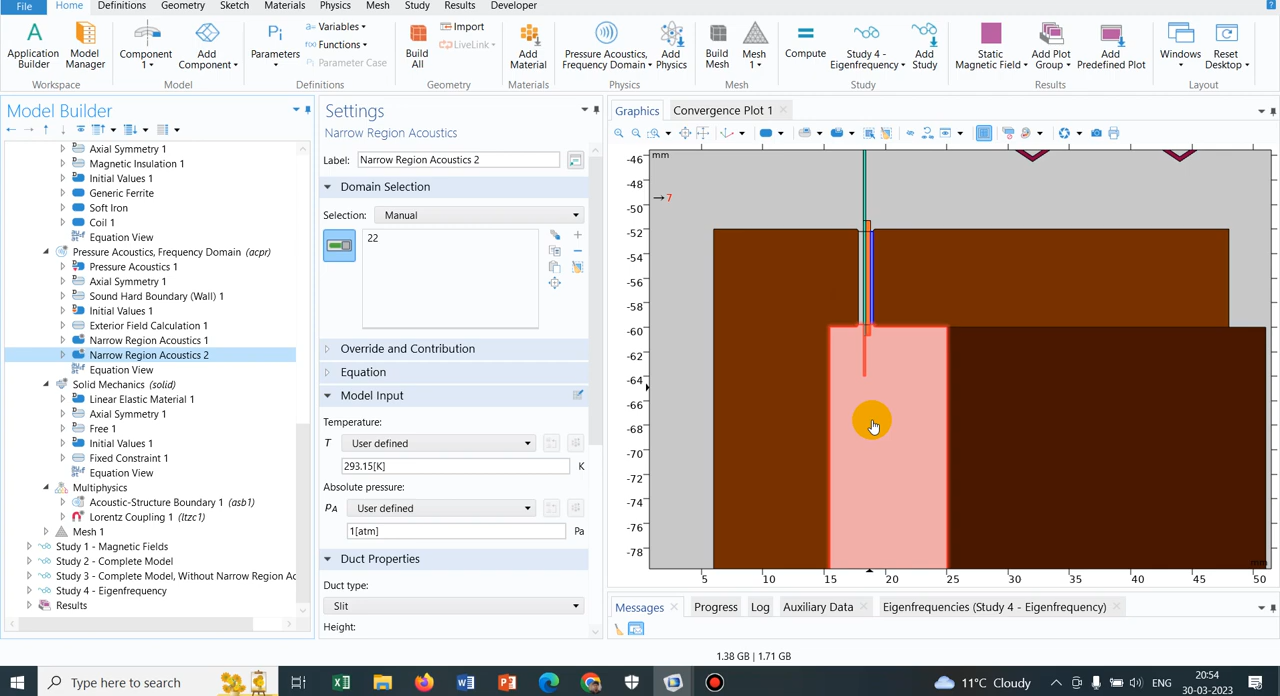 File Home Definitions Geometry Sketch Materials Physics Mesh Study Results Developer
Application Builder
Model Manager
Workspace
Component 1
Add Component
Model
Parameters
Variables
Functions
Parameter Case
Definitions
Build All
Import
LiveLink
Geometry
Add Material
Materials
Pressure Acoustics, Frequency Domain
Add Physics
Physics
Build Mesh
Mesh 1
Mesh
Compute
Study 4 - Eigenfrequency
Add Study
Study
Static Magnetic Field
Add Plot Group
Add Predefined Plot
Results
Windows
Reset Desktop
Layout
Model Builder
Axial Symmetry 1
Magnetic Insulation 1
Initial Values 1
Generic Ferrite
Soft Iron
Coil 1
Equation View
Pressure Acoustics, Frequency Domain (acpr)
Pressure Acoustics 1
Axial Symmetry 1
Sound Hard Boundary (Wall) 1
Initial Values 1
Exterior Field Calculation 1
Narrow Region Acoustics 1
Narrow Region Acoustics 2
Equation View
Solid Mechanics (solid)
Linear Elastic Material 1
Axial Symmetry 1
Free 1
Initial Values 1
Fixed Constraint 1
Equation View
Multiphysics
Acoustic-Structure Boundary 1 (asb1)
Lorentz Coupling 1 (ltzc1)
Mesh 1
Study 1 - Magnetic Fields
Study 2 - Complete Model
Study 3 - Complete Model, Without Narrow Region Ac
Study 4 - Eigenfrequency
Results
Settings
Narrow Region Acoustics
Label: Narrow Region Acoustics 2
Domain Selection
Selection: Manual
22
Override and Contribution
Equation
Model Input
Temperature:
T User defined
293.15[K] K
Absolute pressure:
PA User defined
1[atm] Pa
Duct Properties
Duct type:
Slit
Height:
Graphics Convergence Plot 1
mm
-46
-48
→7
-50
-52
-54
-56
-58
-60
-62
-64
-66
-68
-70
-72
-74
-76
-78
5 10 15 20 25 30 35 40 45 50
Messages Progress Log Auxiliary Data Eigenfrequencies (Study 4 - Eigenfrequency)
1.38 GB | 1.71 GB
Type here to search
11°C Cloudy
ENG
20:54
30-03-2023